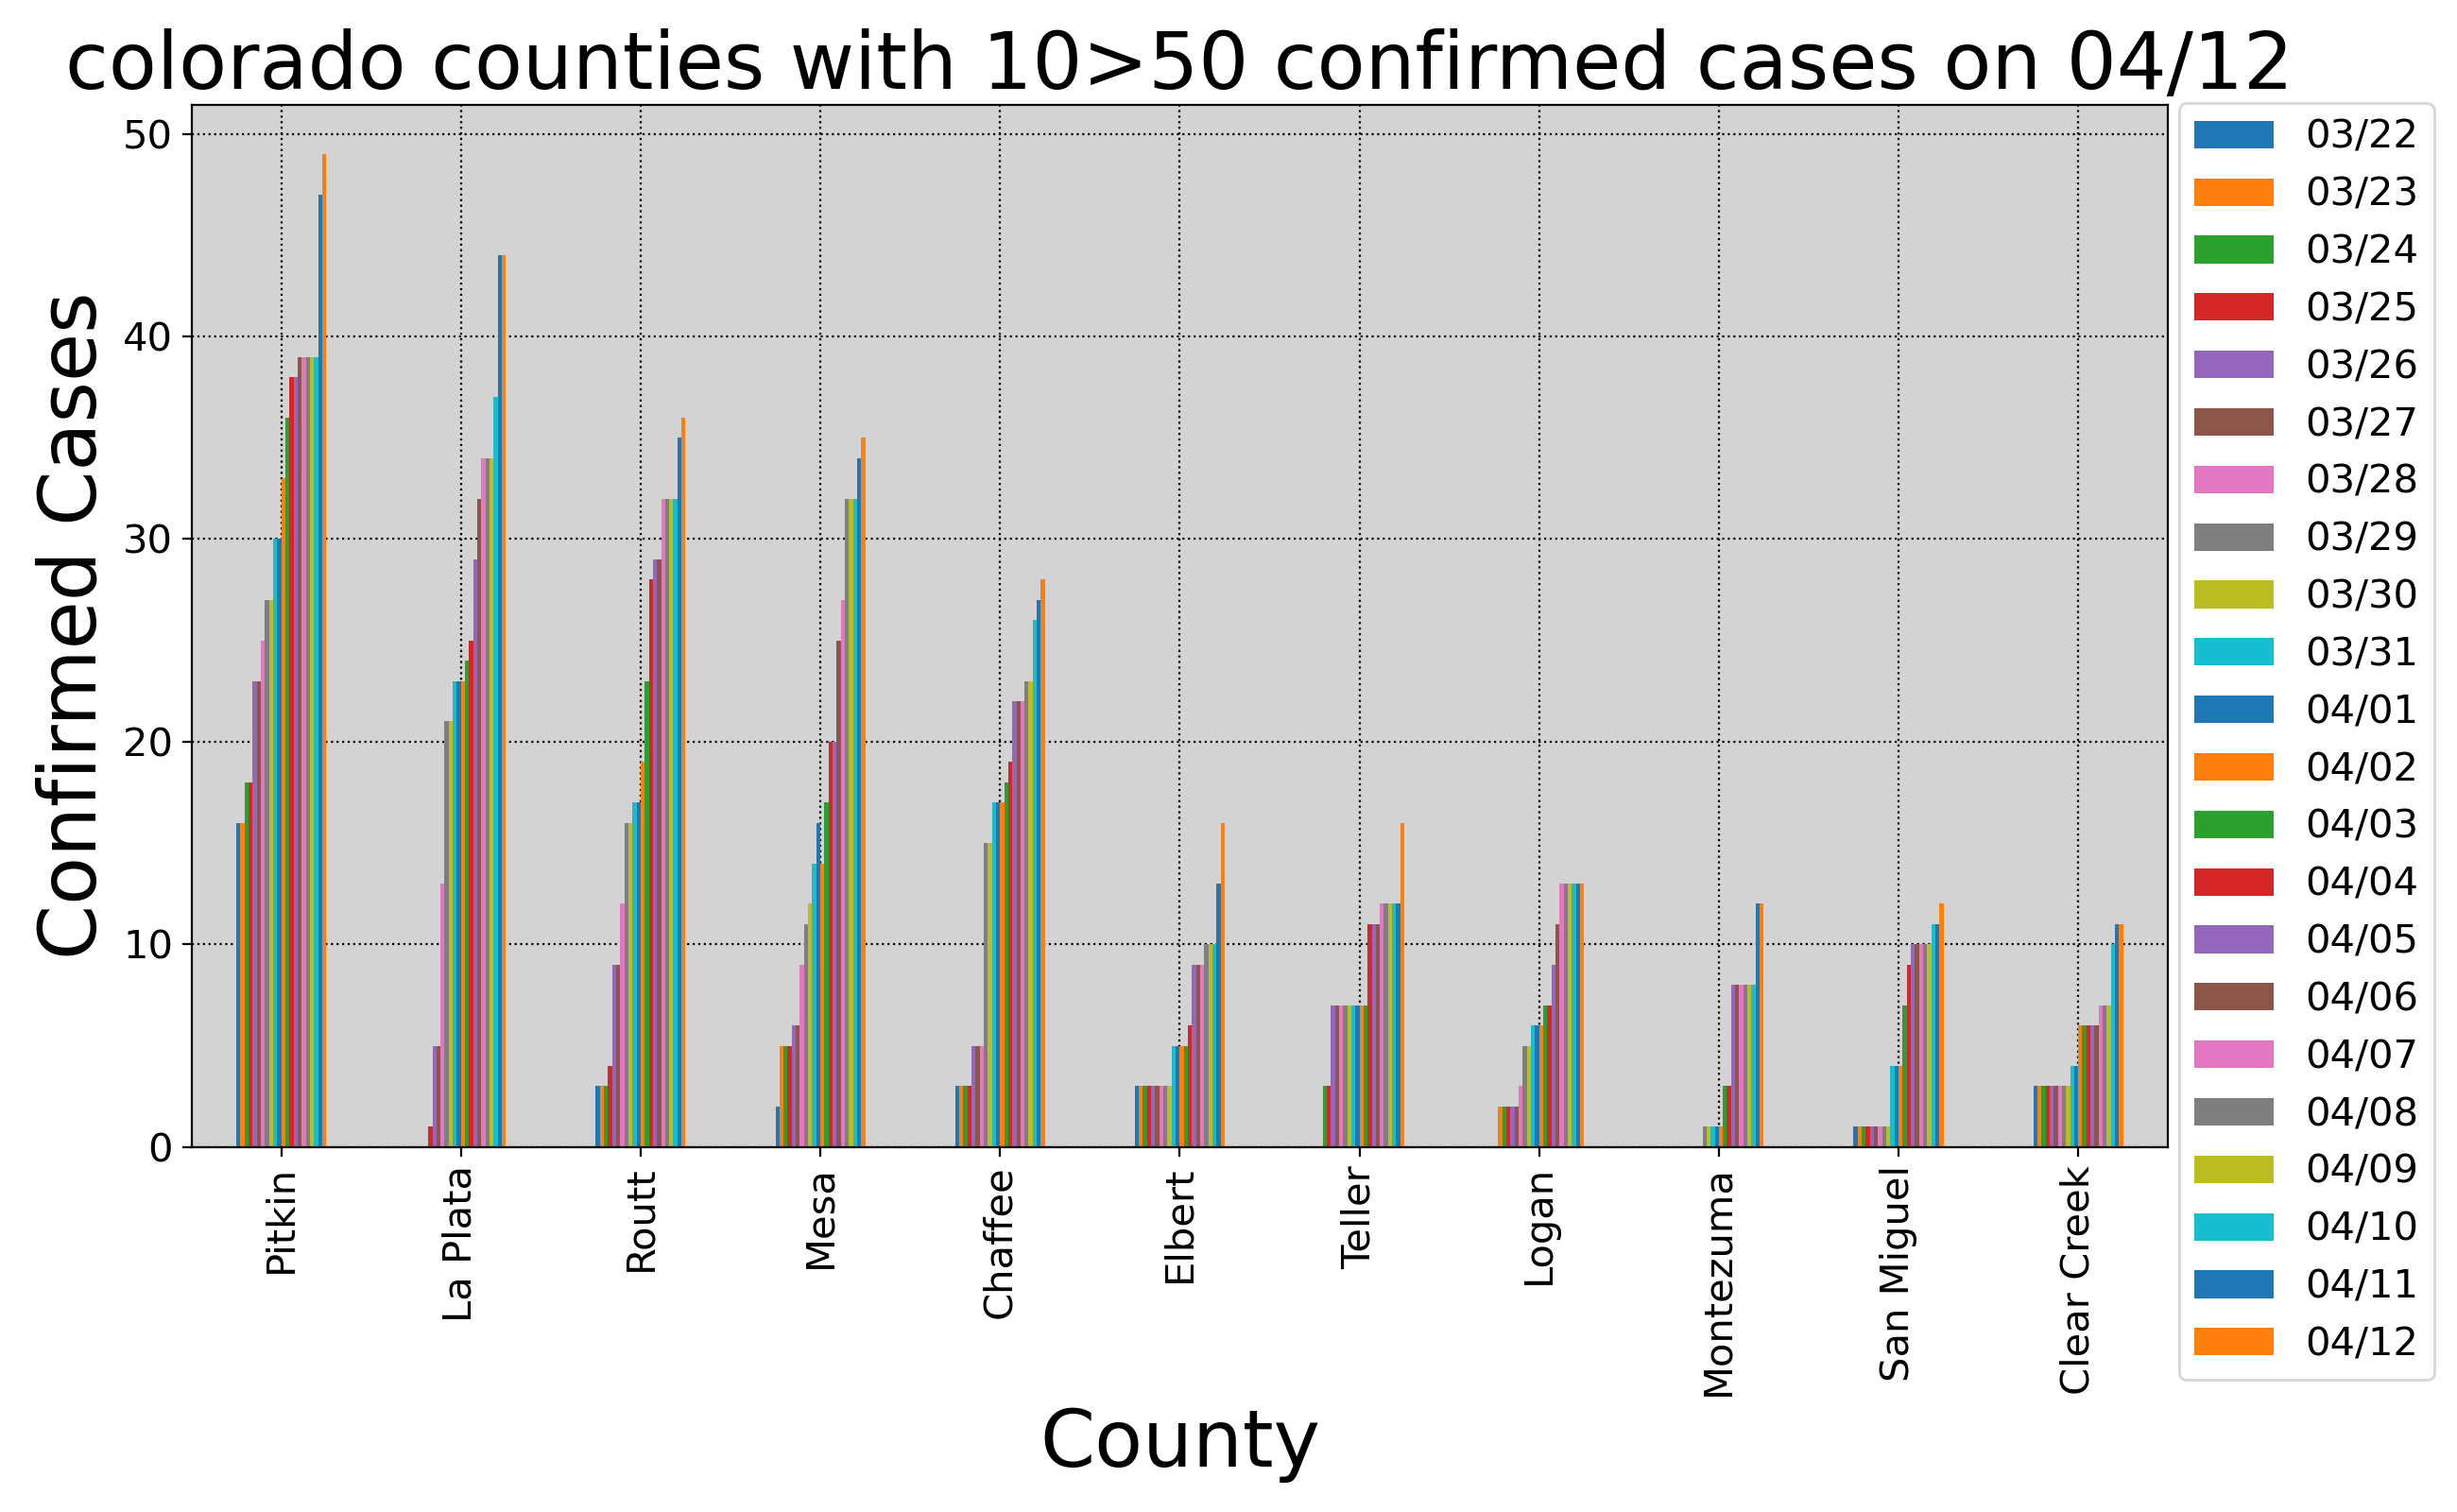 colorado counties with 10>50 confirmed cases on 04/12
Confirmed Cases
50
40
30
20
10
0
Pitkin
La Plata
Routt
Mesa
Chaffee
Elbert
Teller
Logan
Montezuma
San Miguel
Clear Creek
County
03/22
03/23
03/24
03/25
03/26
03/27
03/28
03/29
03/30
03/31
04/01
04/02
04/03
04/04
04/05
04/06
04/07
04/08
04/09
04/10
04/11
04/12